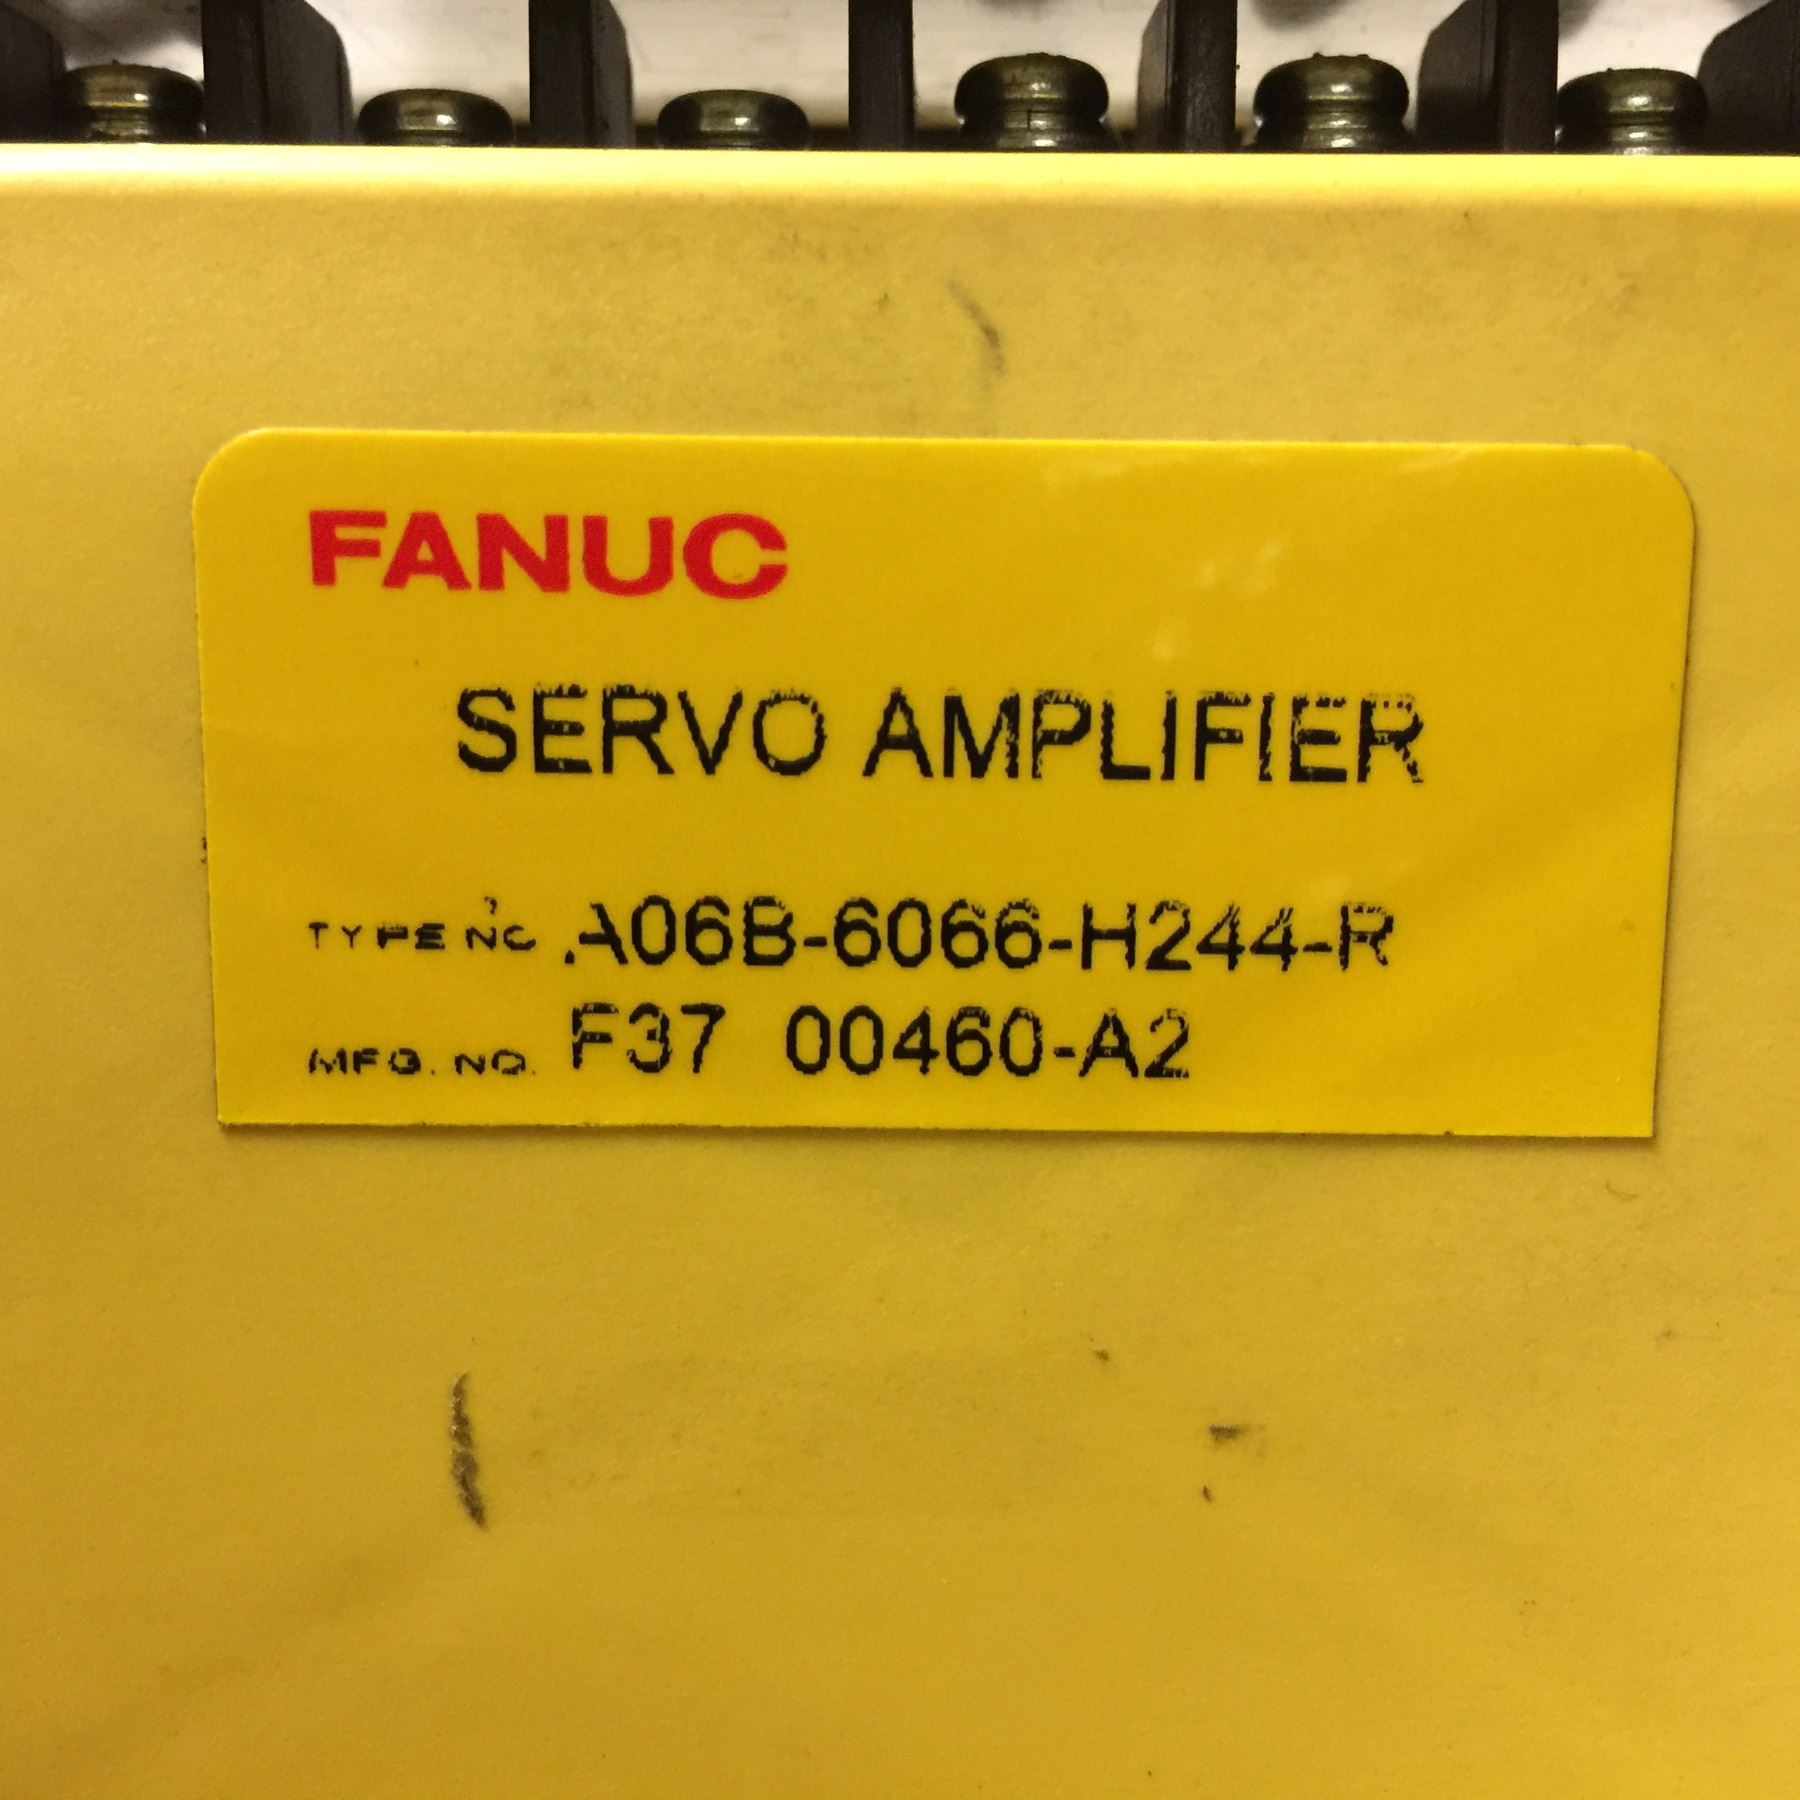 FANUC
SERVO AMPLIFIER
TYPE NO. A06B-6066-H244-R
MFG. NO. F37 00460-A2